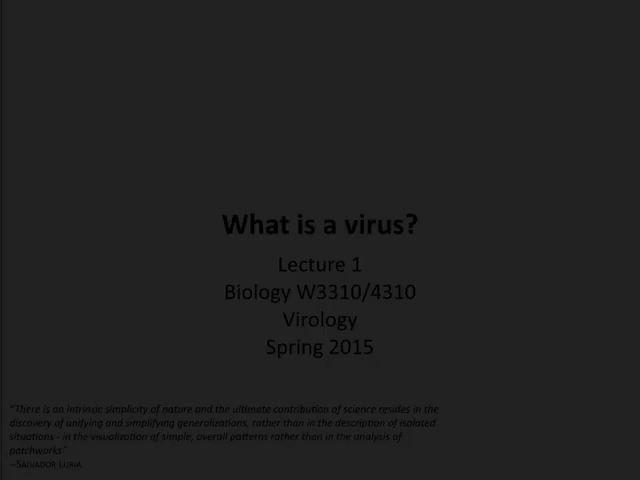 What is a virus?
Lecture 1
Biology W3310/4310
Virology
Spring 2015
"There is an intrinsic simplicity of nature and the ultimate contribution of science resides in the
discovery of unifying and simplifying generalizations, rather than in the description of isolated
situations - in the visualization of simple, overall patterns rather than in the analysis of
patchworks"
--SALVADOR LURIA